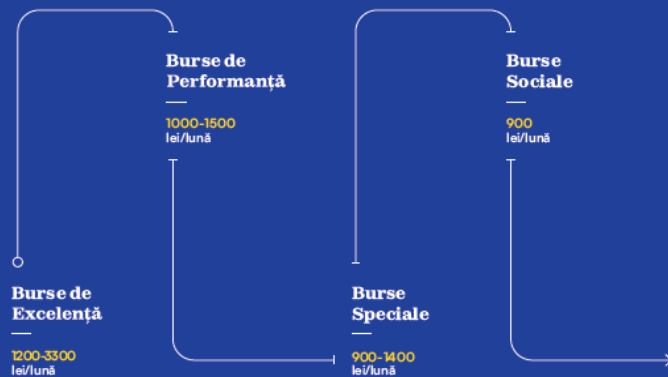 Burse de
Excelență
1200-3300
lei/lună
Burse de
Performanță
1000-1500
lei/lună
Burse
Speciale
900-1400
lei/lună
Burse
Sociale
900
lei/lună